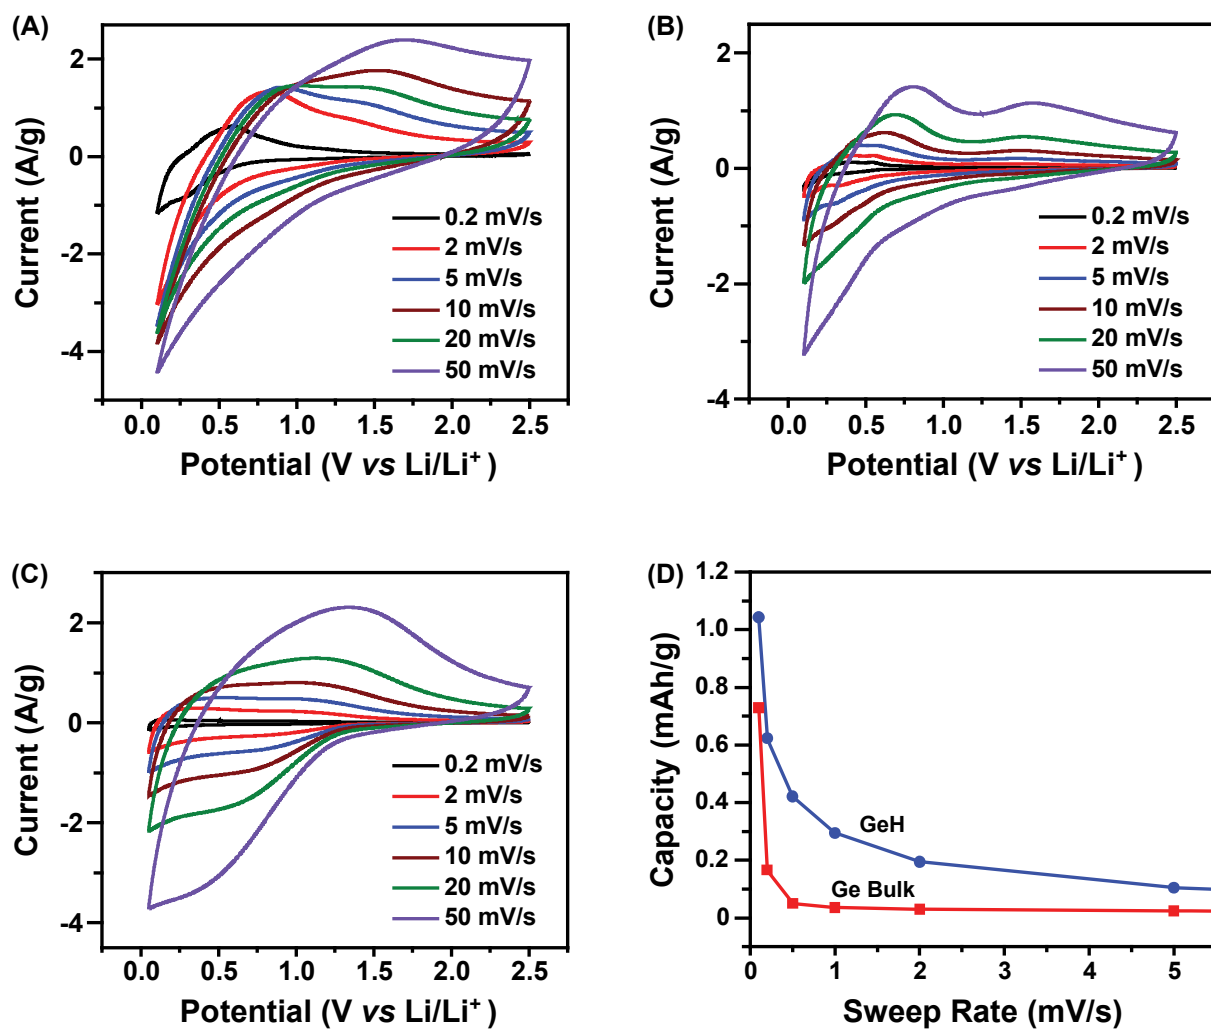 (A)
2
0
-2
-4
Current (A/g)
0.2 mV/s
2 mV/s
5 mV/s
10 mV/s
20 mV/s
50 mV/s
0.0 0.5 1.0 1.5 2.0 2.5
Potential (V vs Li/Li⁺ )
(B)
2
0
-2
-4
Current (A/g)
0.2 mV/s
2 mV/s
5 mV/s
10 mV/s
20 mV/s
50 mV/s
0.0 0.5 1.0 1.5 2.0 2.5
Potential (V vs Li/Li⁺ )
(C)
2
0
-2
-4
Current (A/g)
0.2 mV/s
2 mV/s
5 mV/s
10 mV/s
20 mV/s
50 mV/s
0.0 0.5 1.0 1.5 2.0 2.5
Potential (V vs Li/Li⁺ )
(D)
1.2
1.0
0.8
0.6
0.4
0.2
0
Capacity (mAh/g)
GeH
Ge Bulk
0 1 2 3 4 5
Sweep Rate (mV/s)